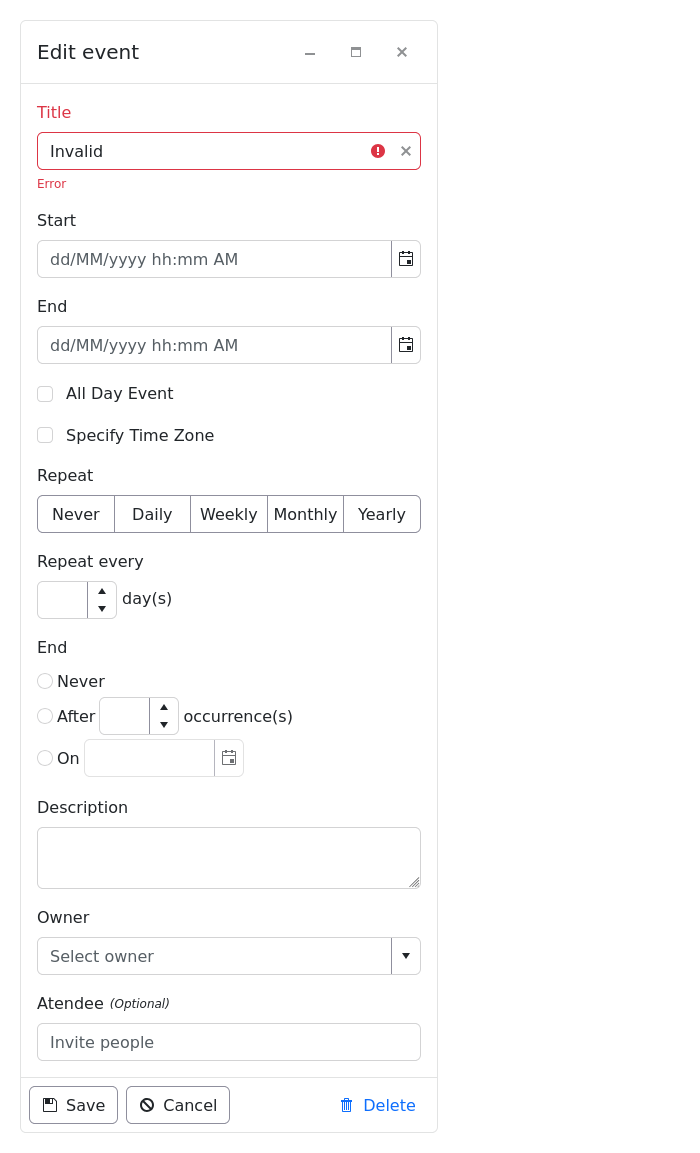 Edit event
Title
Invalid
Error
Start
dd/MM/yyyy hh:mm AM
End
dd/MM/yyyy hh:mm AM
All Day Event
Specify Time Zone
Repeat
Never Daily Weekly Monthly Yearly
Repeat every
day(s)
End
Never
After occurrence(s)
On
Description
Owner
Select owner
Atendee (Optional)
Invite people
Save Cancel Delete